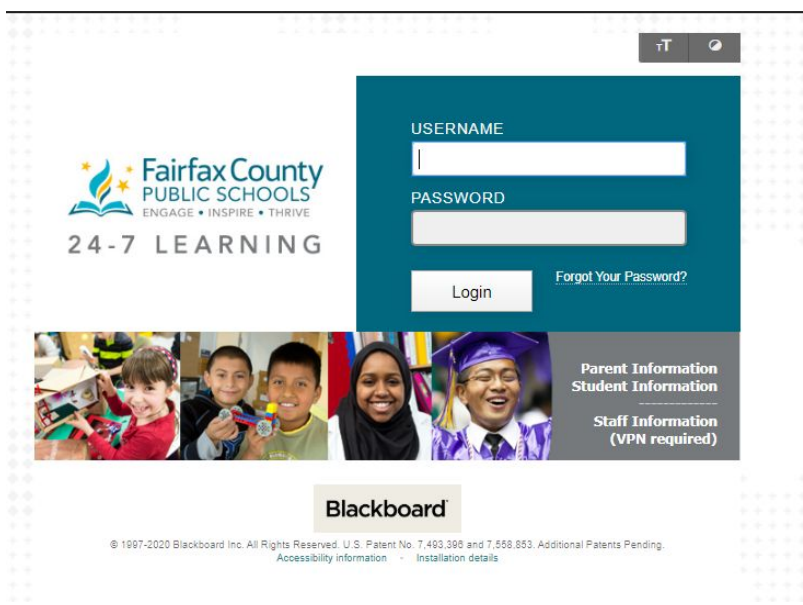 TT
USERNAME
Fairfax County
PUBLIC SCHOOLS
ENGAGE • INSPIRE • THRIVE
24-7 LEARNING
PASSWORD
Login
Forgot Your Password?
Parent Information
Student Information
-------------
Staff Information
(VPN required)
Blackboard
© 1997-2020 Blackboard Inc. All Rights Reserved. U.S. Patent No. 7,493,396 and 7,558,853. Additional Patents Pending.
Accessibility information - Installation details